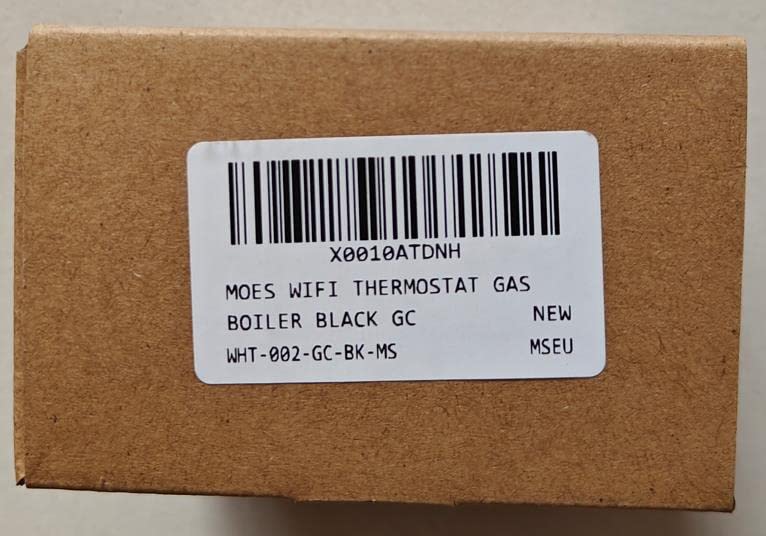 X0010ATDNH
MOES WIFI THERMOSTAT GAS
BOILER BLACK GC NEW
WHT-002-GC-BK-MS MSEU